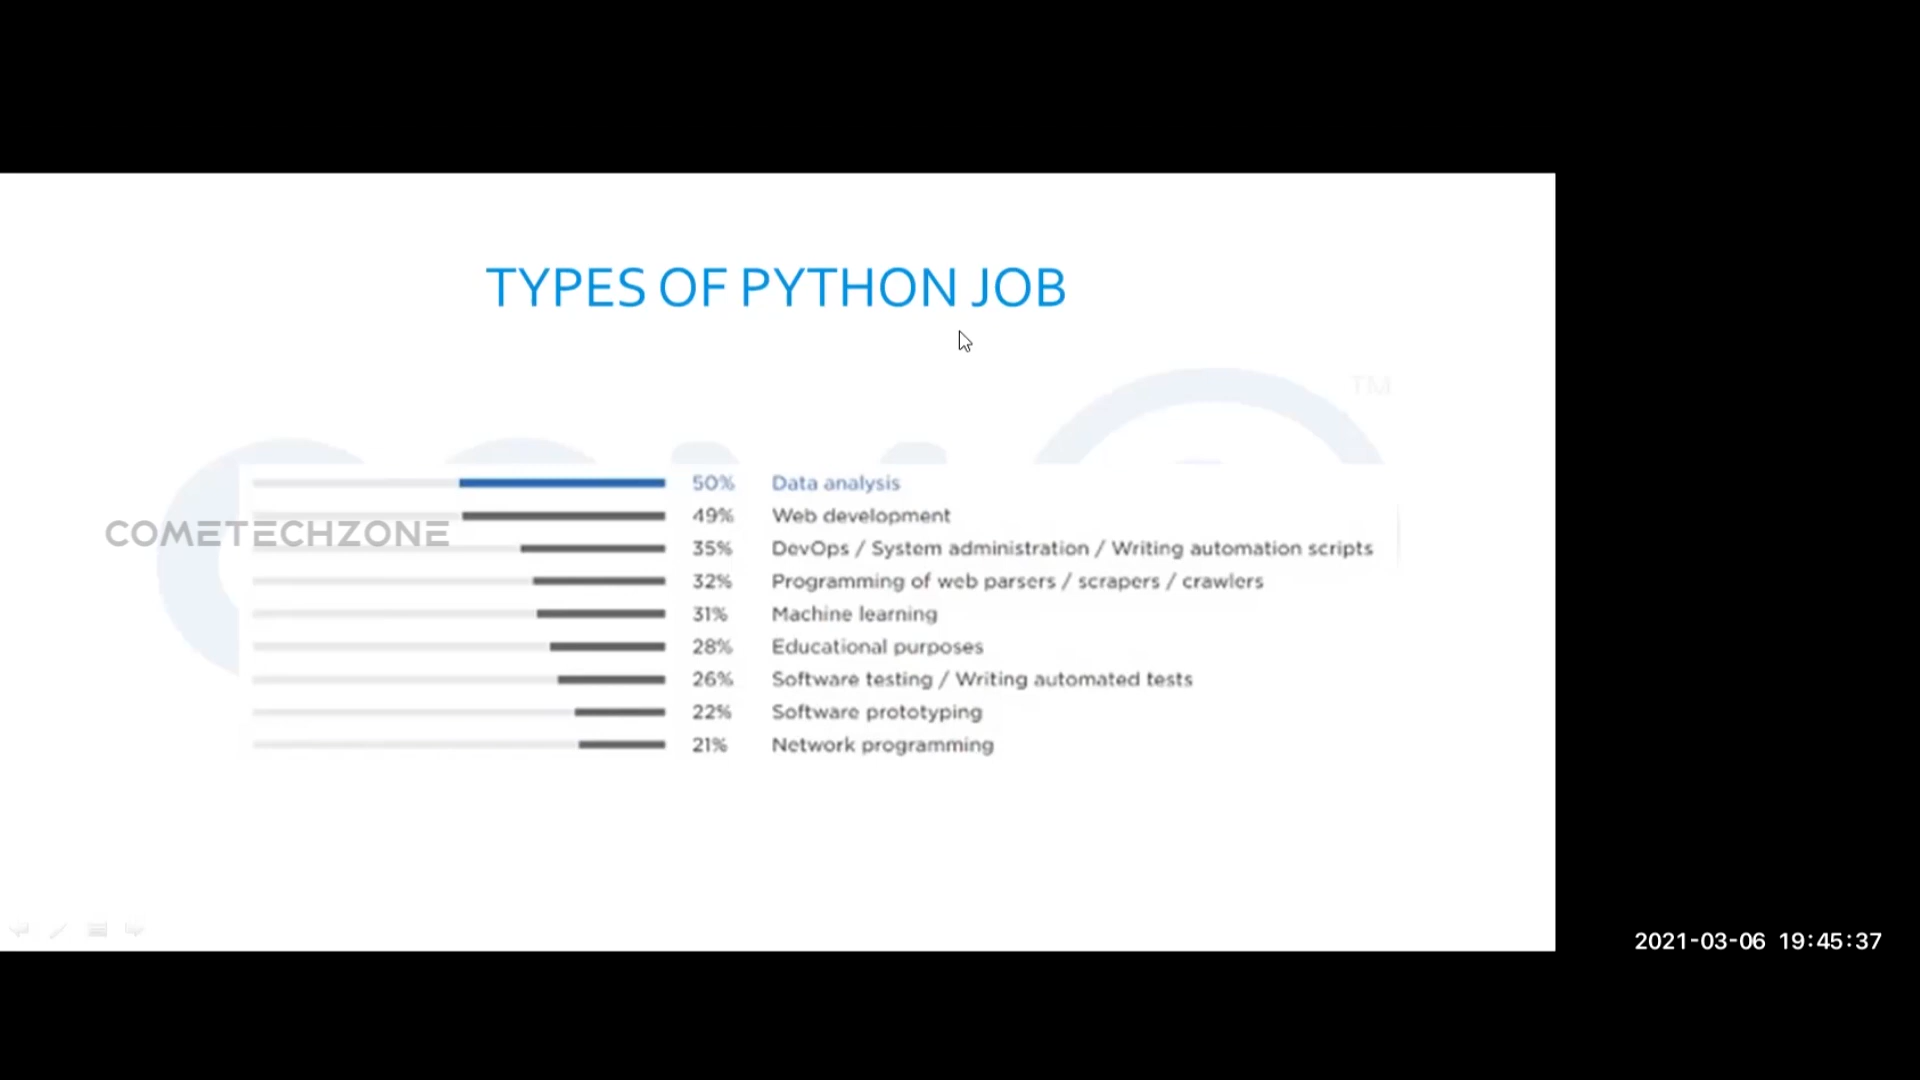 TYPES OF PYTHON JOB
TM
50% Data analysis
49% Web development
COMETECHZONE
35% DevOps / System administration / Writing automation scripts
32% Programming of web parsers / scrapers / crawlers
31% Machine learning
28% Educational purposes
26% Software testing / Writing automated tests
22% Software prototyping
21% Network programming
2021-03-06 19:45:37